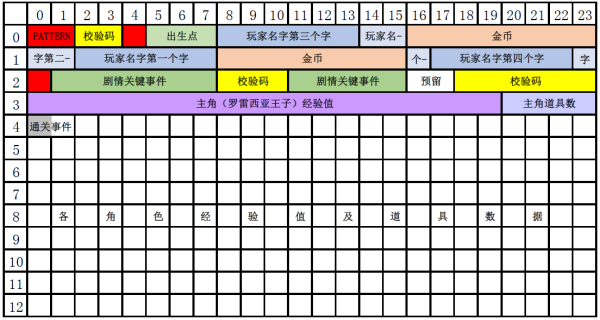 0 1 2 3 4 5 6 7 8 9 10 11 12 13 14 15 16 17 18 19 20 21 22 23
0 PATTERN 校验码 出生点 玩家名字第三个字 玩家名- 金币
1 字第二- 玩家名字第一个字 金币 个- 玩家名字第四个字 字
2 剧情关键事件 校验码 剧情关键事件 预留 校验码
3 主角（罗雷西亚王子）经验值 主角道具数
4 通关事件
5
6
7
8 各角色经验值及道具数据
9
10
11
12